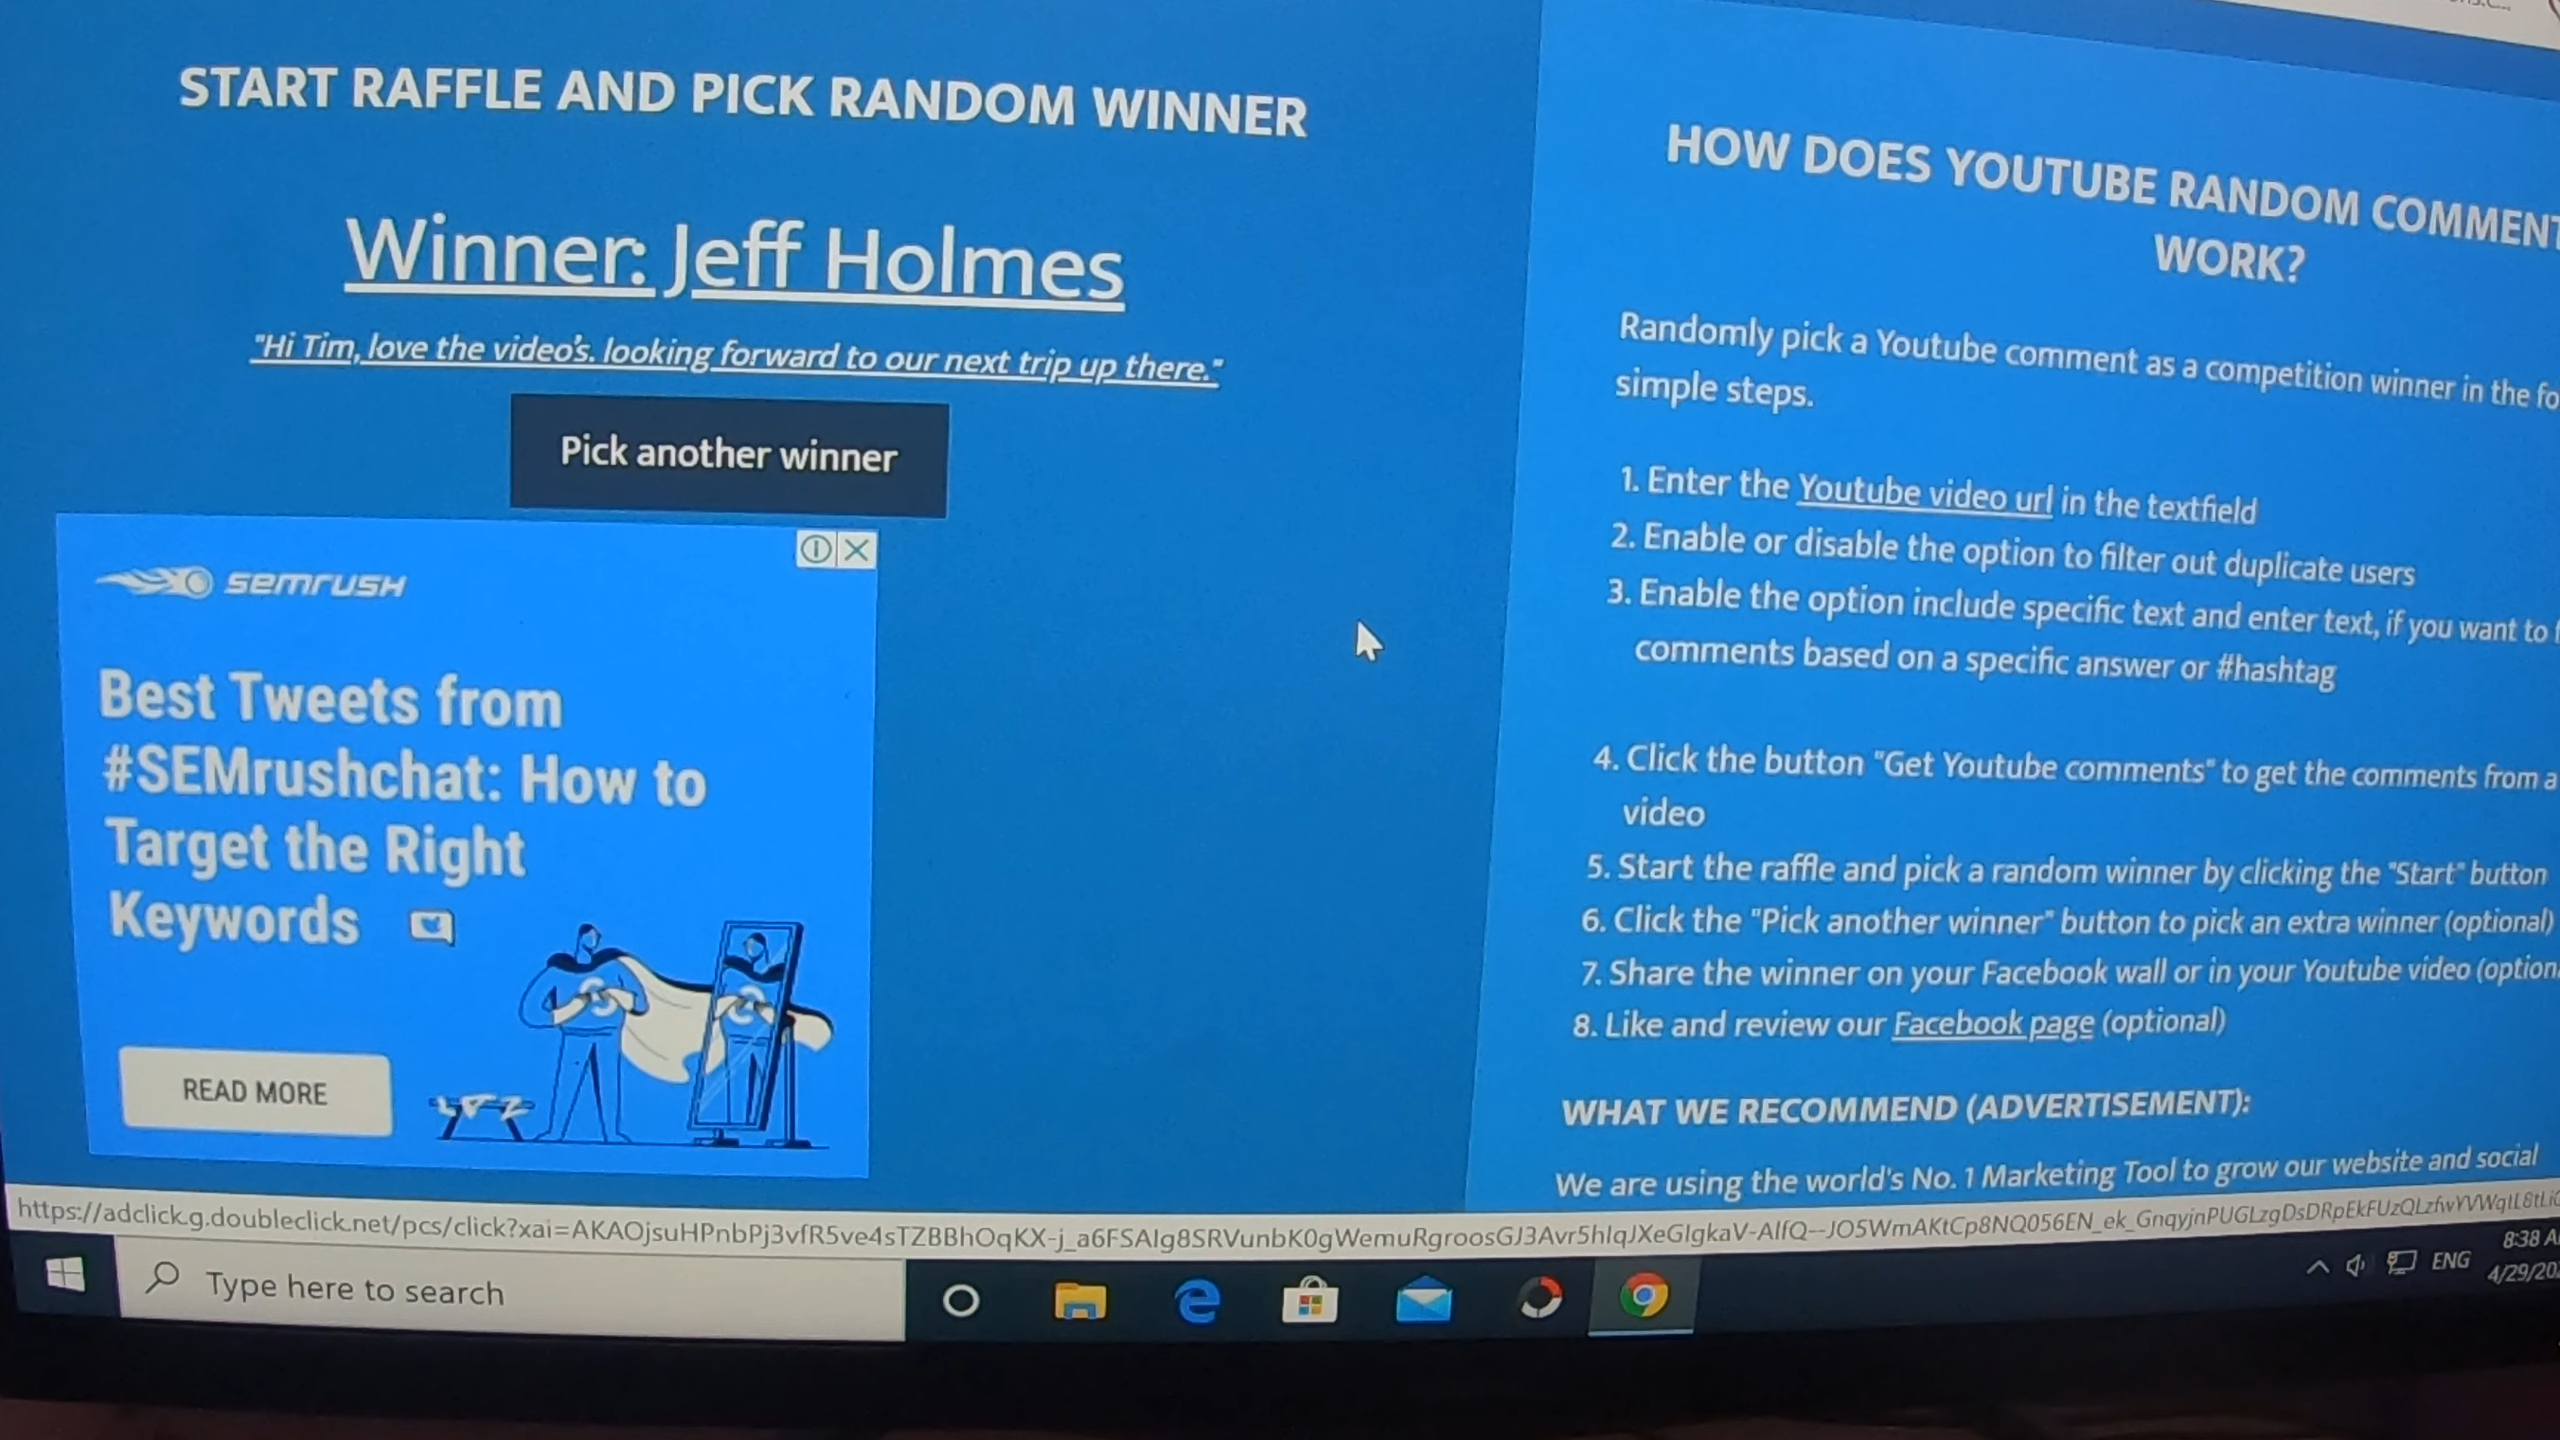 START RAFFLE AND PICK RANDOM WINNER
Winner: Jeff Holmes
"Hi Tim, love the video's. looking forward to our next trip up there."
Pick another winner
semrush
Best Tweets from
#SEMrushchat: How to
Target the Right
Keywords
READ MORE
HOW DOES YOUTUBE RANDOM COMMENT
WORK?
Randomly pick a Youtube comment as a competition winner in the fo
simple steps.
1. Enter the Youtube video url in the textfield
2. Enable or disable the option to filter out duplicate users
3. Enable the option include specific text and enter text, if you want to
comments based on a specific answer or #hashtag
4. Click the button "Get Youtube comments" to get the comments from a
video
5. Start the raffle and pick a random winner by clicking the "Start" button
6. Click the "Pick another winner" button to pick an extra winner (optional)
7. Share the winner on your Facebook wall or in your Youtube video (option
8. Like and review our Facebook page (optional)
WHAT WE RECOMMEND (ADVERTISEMENT):
We are using the world's No. 1 Marketing Tool to grow our website and social
https://adclick.g.doubleclick.net/pcs/click?xai=
Type here to search
ENG
8:38 A
4/29/20